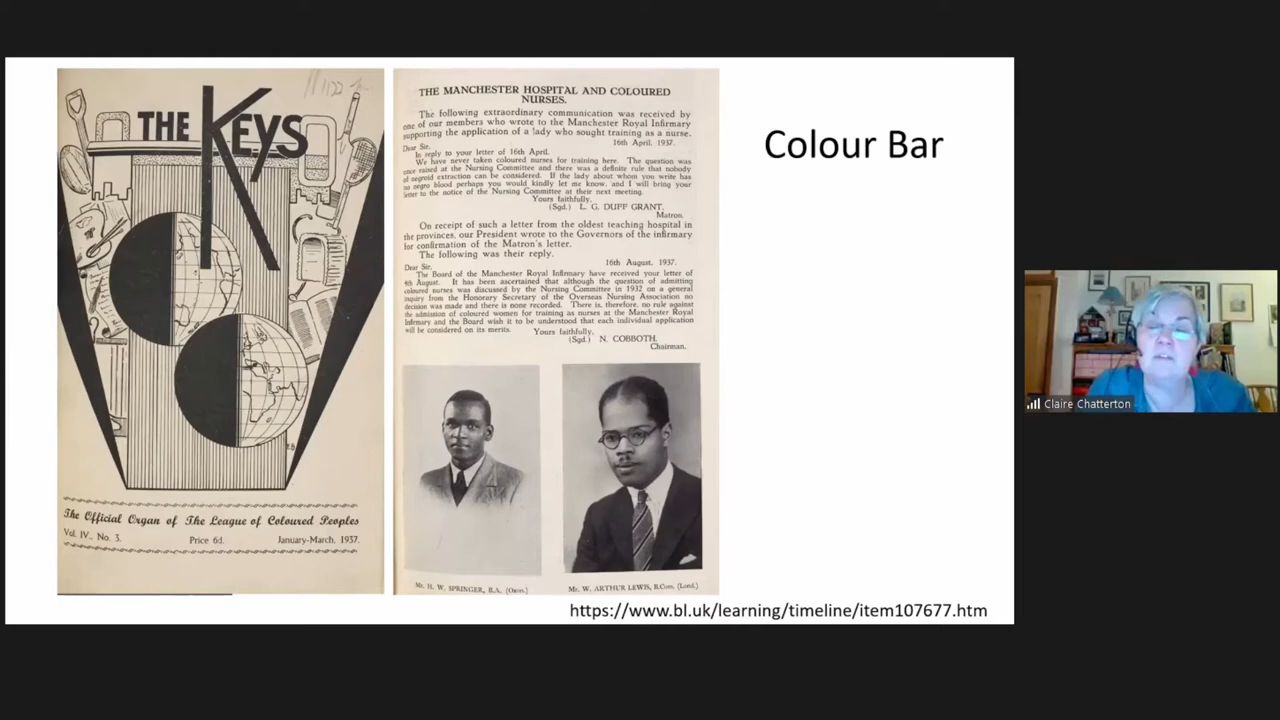 THE KEYS
The Official Organ of The League of Coloured Peoples
Vol. IV., No. 3.
Price 6d.
January-March, 1937.
THE MANCHESTER HOSPITAL AND COLOURED
NURSES.
The following extraordinary communication was received by
one of our members who wrote to the Manchester Royal Infirmary
supporting the application of a lady who sought training as a nurse.
16th April, 1937.
Dear Sir,
In reply to your letter of 16th April.
We have never taken coloured nurses for training here. The question was
once raised at the Nursing Committee and there was a definite rule that nobody
of negroid extraction can be considered. If the lady about whom you write has
no negro blood perhaps you would kindly let me know, and I will bring your
letter to the notice of the Nursing Committee at their next meeting.
Yours faithfully,
(Sgd.) L. G. DUFF GRANT,
Matron.
On receipt of such a letter from the oldest teaching hospital in
the provinces, our President wrote to the Governors of the infirmary
for confirmation of the Matron's letter.
The following was their reply.
16th August, 1937.
Dear Sir,
The Board of the Manchester Royal Infirmary have received your letter of
4th August. It has been ascertained that although the question of admitting
coloured nurses was discussed by the Nursing Committee in 1932 on a general
inquiry from the Honorary Secretary of the Overseas Nursing Association no
decision was made and there is none recorded. There is, therefore, no rule against
the admission of coloured women for training as nurses at the Manchester Royal
Infirmary and the Board wish it to be understood that each individual application
will be considered on its merits.
Yours faithfully,
(Sgd.) N. COBBOTH,
Chairman.
Mr. H. W. SPRINGER, B.A. (Oxon.)
Mr. W. ARTHUR LEWIS, B.Com. (Lond.)
Colour Bar
https://www.bl.uk/learning/timeline/item107677.htm
Claire Chatterton